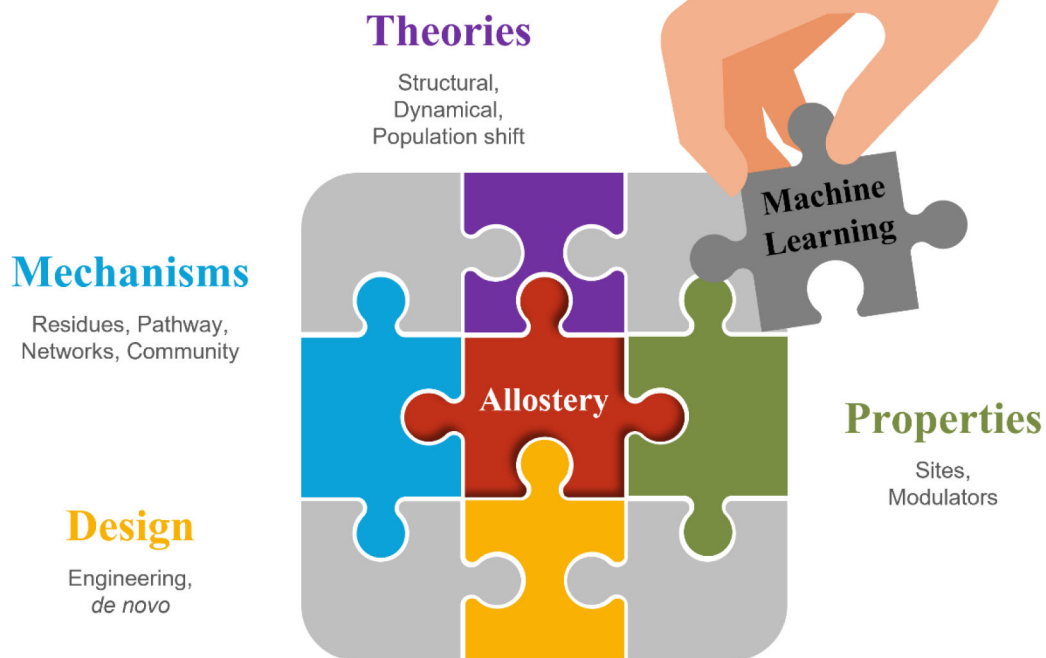 Theories
Structural,
Dynamical,
Population shift
Machine
Learning
Mechanisms
Residues, Pathway,
Networks, Community
Allostery
Properties
Sites,
Modulators
Design
Engineering,
de novo